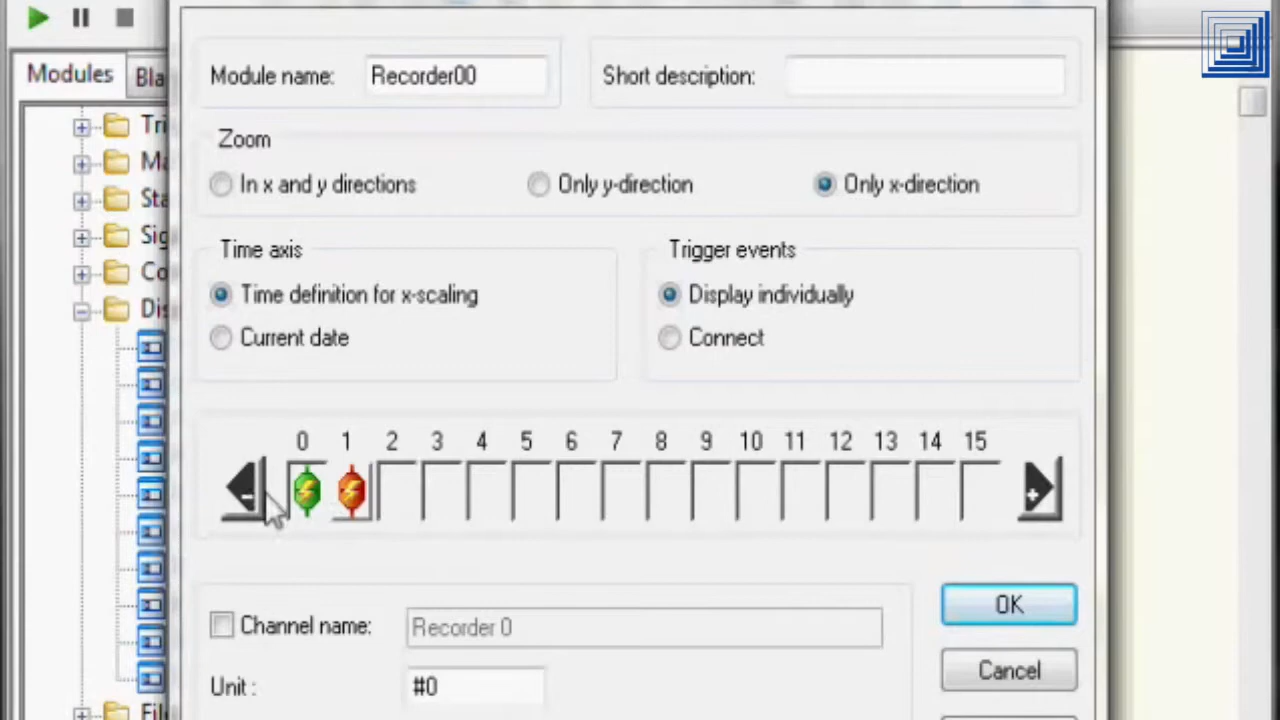 Modules
Module name: Recorder00 Short description:
Zoom
In x and y directions Only y-direction Only x-direction
Time axis Trigger events
Time definition for x-scaling Display individually
Current date Connect
0 1 2 3 4 5 6 7 8 9 10 11 12 13 14 15
- +
OK
Channel name: Recorder 0
Cancel
Unit : #0